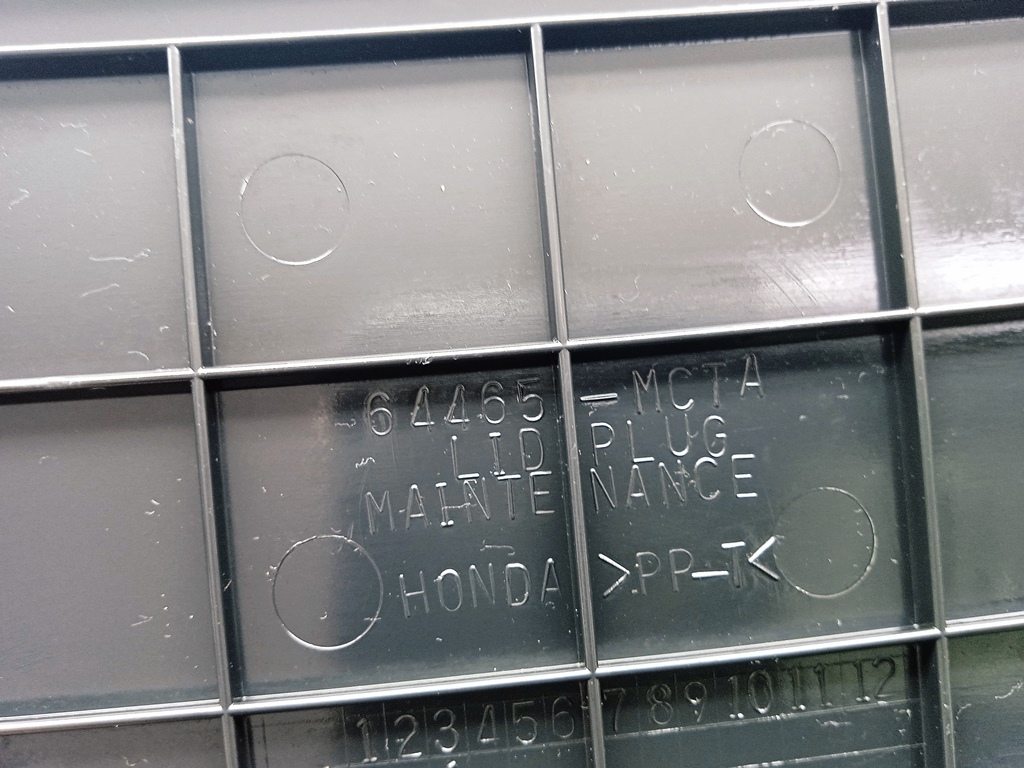 64465-MCTA
LID PLUG
MAINTENANCE
HONDA >PP-T<
1 2 3 4 5 6 7 8 9 10 11 12